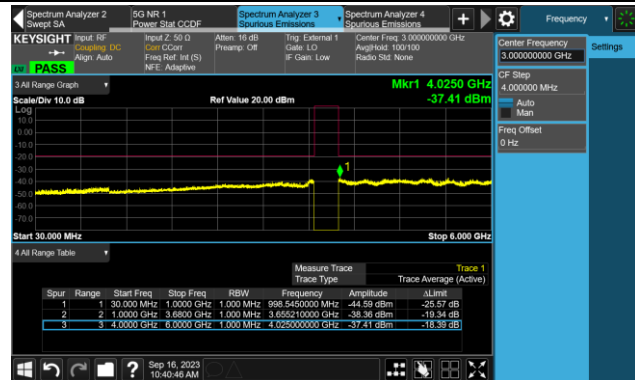 Spectrum Analyzer 2
Swept SA
5G NR 1
Power Stat CCDF
Spectrum Analyzer 3
Spurious Emissions
Spectrum Analyzer 4
Spurious Emissions
Frequency
KEYSIGHT
Input: RF
Coupling: DC
Align: Auto
Input Z: 50 Ω
Corr CCorr
Freq Ref: Int (S)
NFE: Adaptive
Atten: 16 dB
Preamp: Off
Trig: External 1
Gate: LO
IF Gain: Low
Center Freq: 3.000000000 GHz
Avg|Hold: 100/100
Radio Std: None
PASS
Center Frequency
3.000000000 GHz
Settings
CF Step
4.000000 MHz
Auto
Man
Freq Offset
0 Hz
3 All Range Graph
Mkr1 4.0250 GHz
-37.41 dBm
Scale/Div 10.0 dB
Ref Value 20.00 dBm
Log
10.0
0.00
-10.0
-20.0
-30.0
-40.0
-50.0
-60.0
-70.0
1
Start 30.000 MHz
Stop 6.000 GHz
4 All Range Table
Measure Trace Trace 1
Trace Type Trace Average (Active)
Spur Range Start Freq Stop Freq RBW Frequency Amplitude ΔLimit
1 1 30.000 MHz 1.0000 GHz 1.000 MHz 998.5450000 MHz -44.59 dBm -25.57 dB
2 2 1.0000 GHz 3.6800 GHz 1.000 MHz 3.655210000 GHz -38.36 dBm -19.34 dB
3 3 4.0000 GHz 6.0000 GHz 1.000 MHz 4.025000000 GHz -37.41 dBm -18.39 dB
Sep 16, 2023
10:40:46 AM